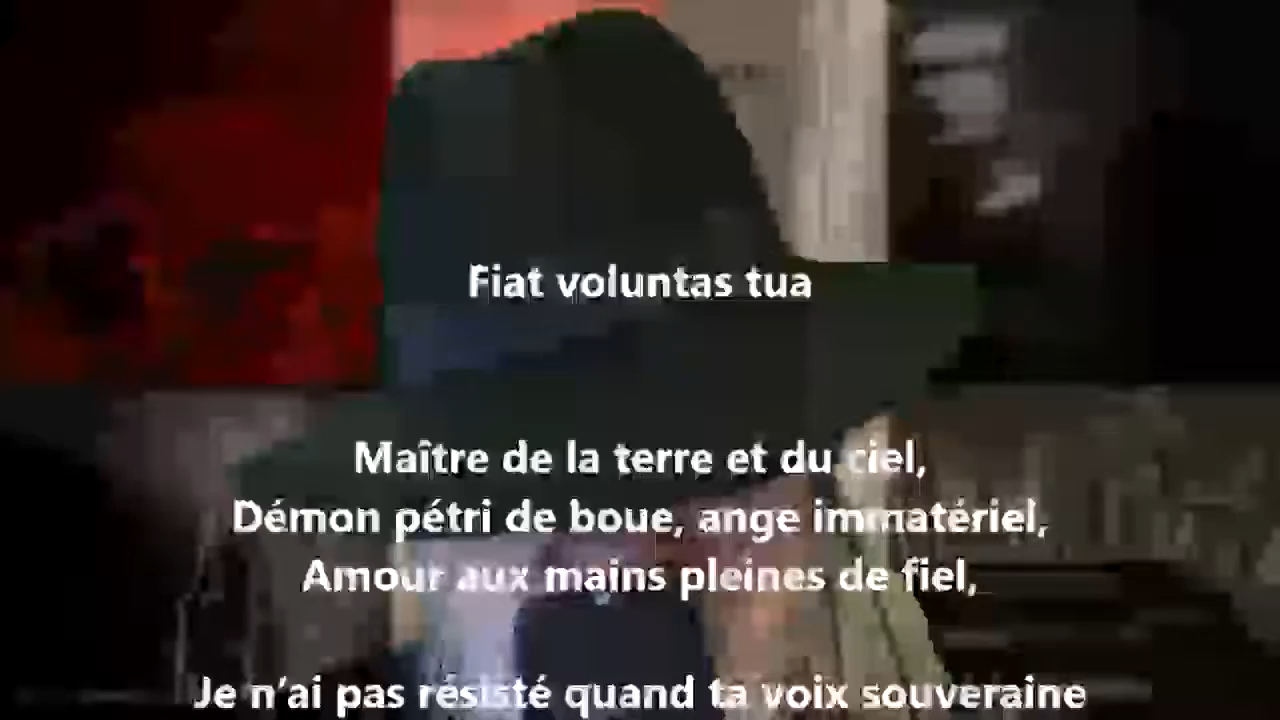 Fiat voluntas tua
Maître de la terre et du ciel,
Démon pétri de boue, ange immatériel,
Amour aux mains pleines de fiel,
Je n’ai pas résisté quand ta voix souveraine